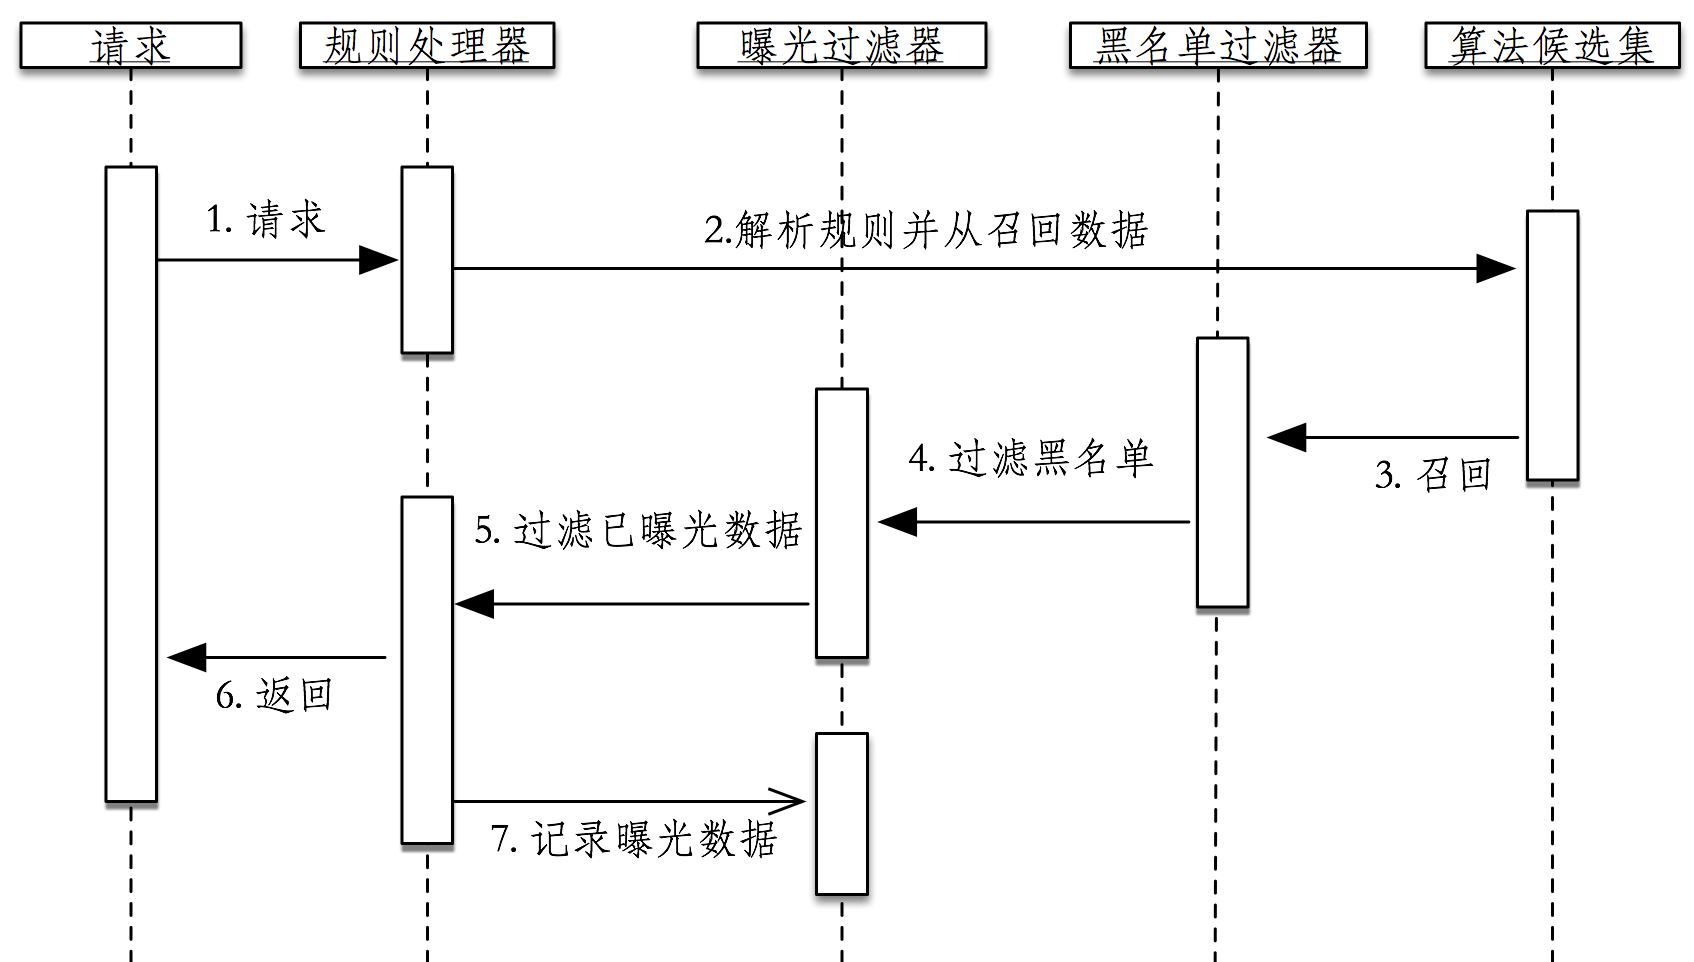 请求
规则处理器
曝光过滤器
黑名单过滤器
算法候选集
1. 请求
2.解析规则并从召回数据
3. 召回
4. 过滤黑名单
5. 过滤已曝光数据
6. 返回
7. 记录曝光数据